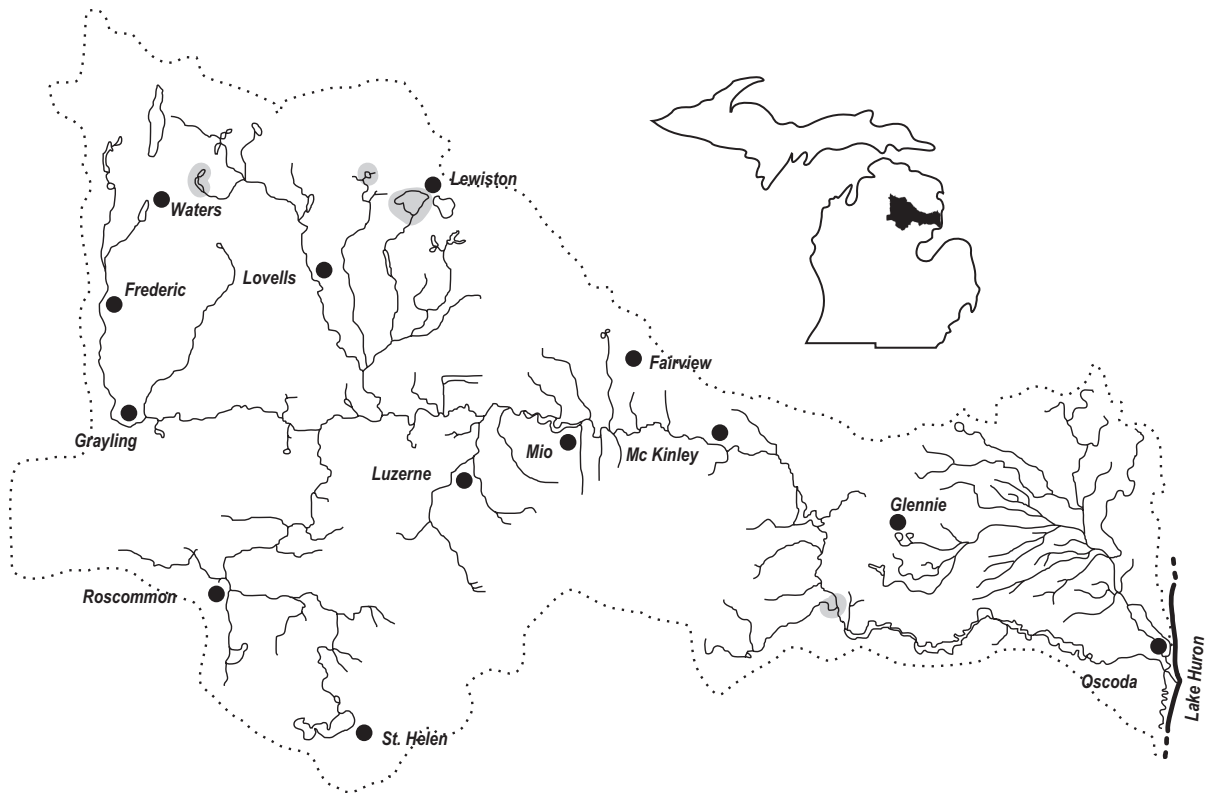 Lewiston
Waters
Lovells
Frederic
Fairview
Grayling
Mio
Mc Kinley
Luzerne
Glennie
Roscommon
Lake Huron
Oscoda
St. Helen